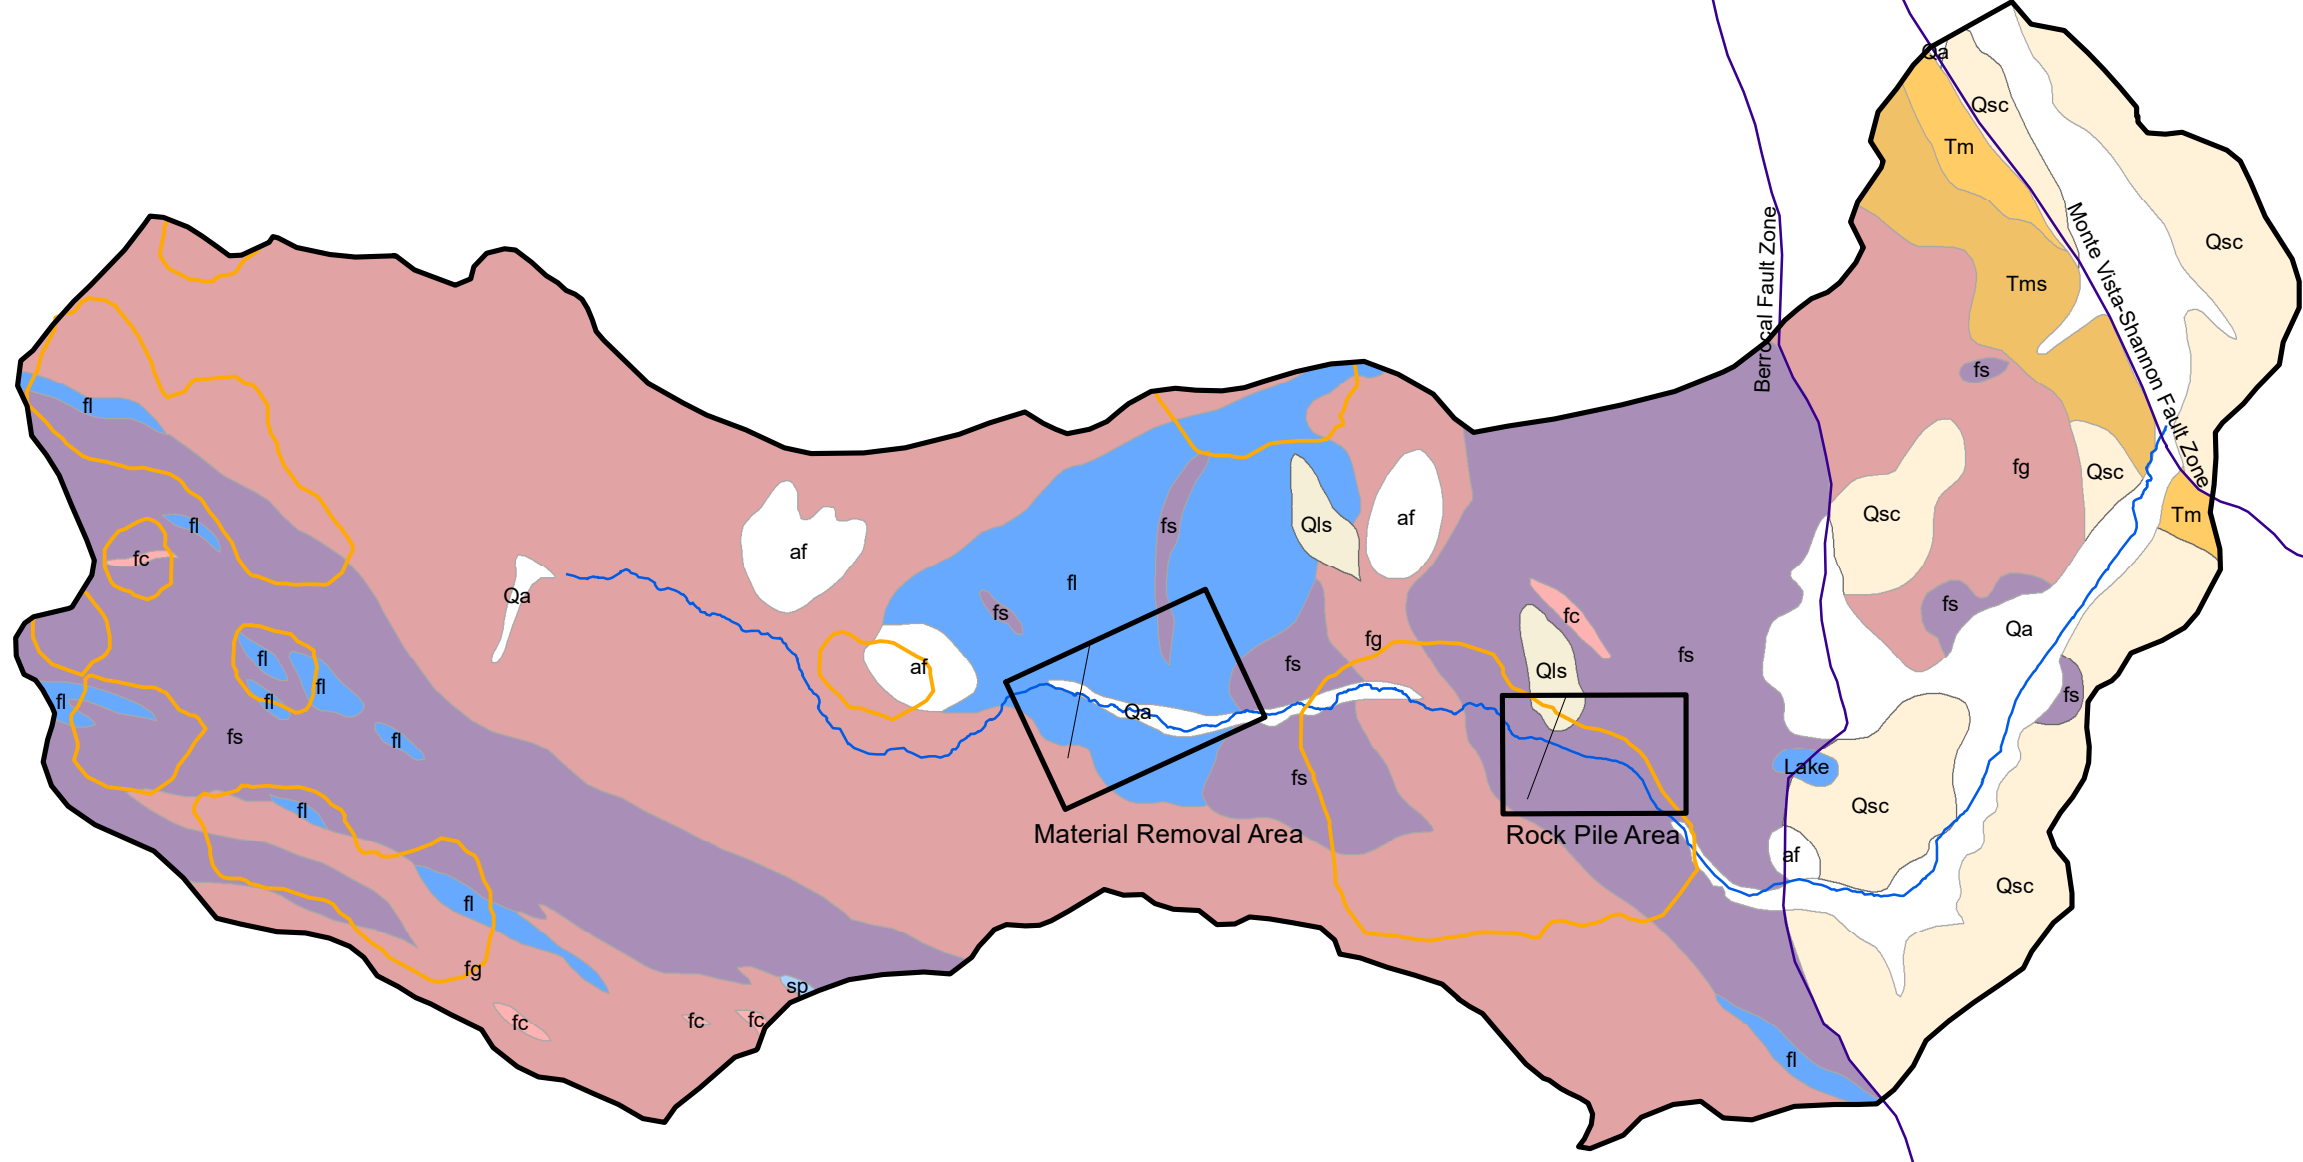 Qa
Qsc
Tm
Berrocal Fault Zone
Monte Vista-Shannon Fault Zone
Qsc
Tms
fs
fl
Qsc
fg
Qsc
Tm
fl
fs
Qls
af
af
fc
Qa
fl
fs
fc
fs
Qa
fg
fs
fs
Qls
fl
af
fl
fl
fl
fs
Qa
fs
fl
Lake
fs
Qsc
fl
Material Removal Area
Rock Pile Area
af
Qsc
fl
fg
sp
fc
fc
fc
fl